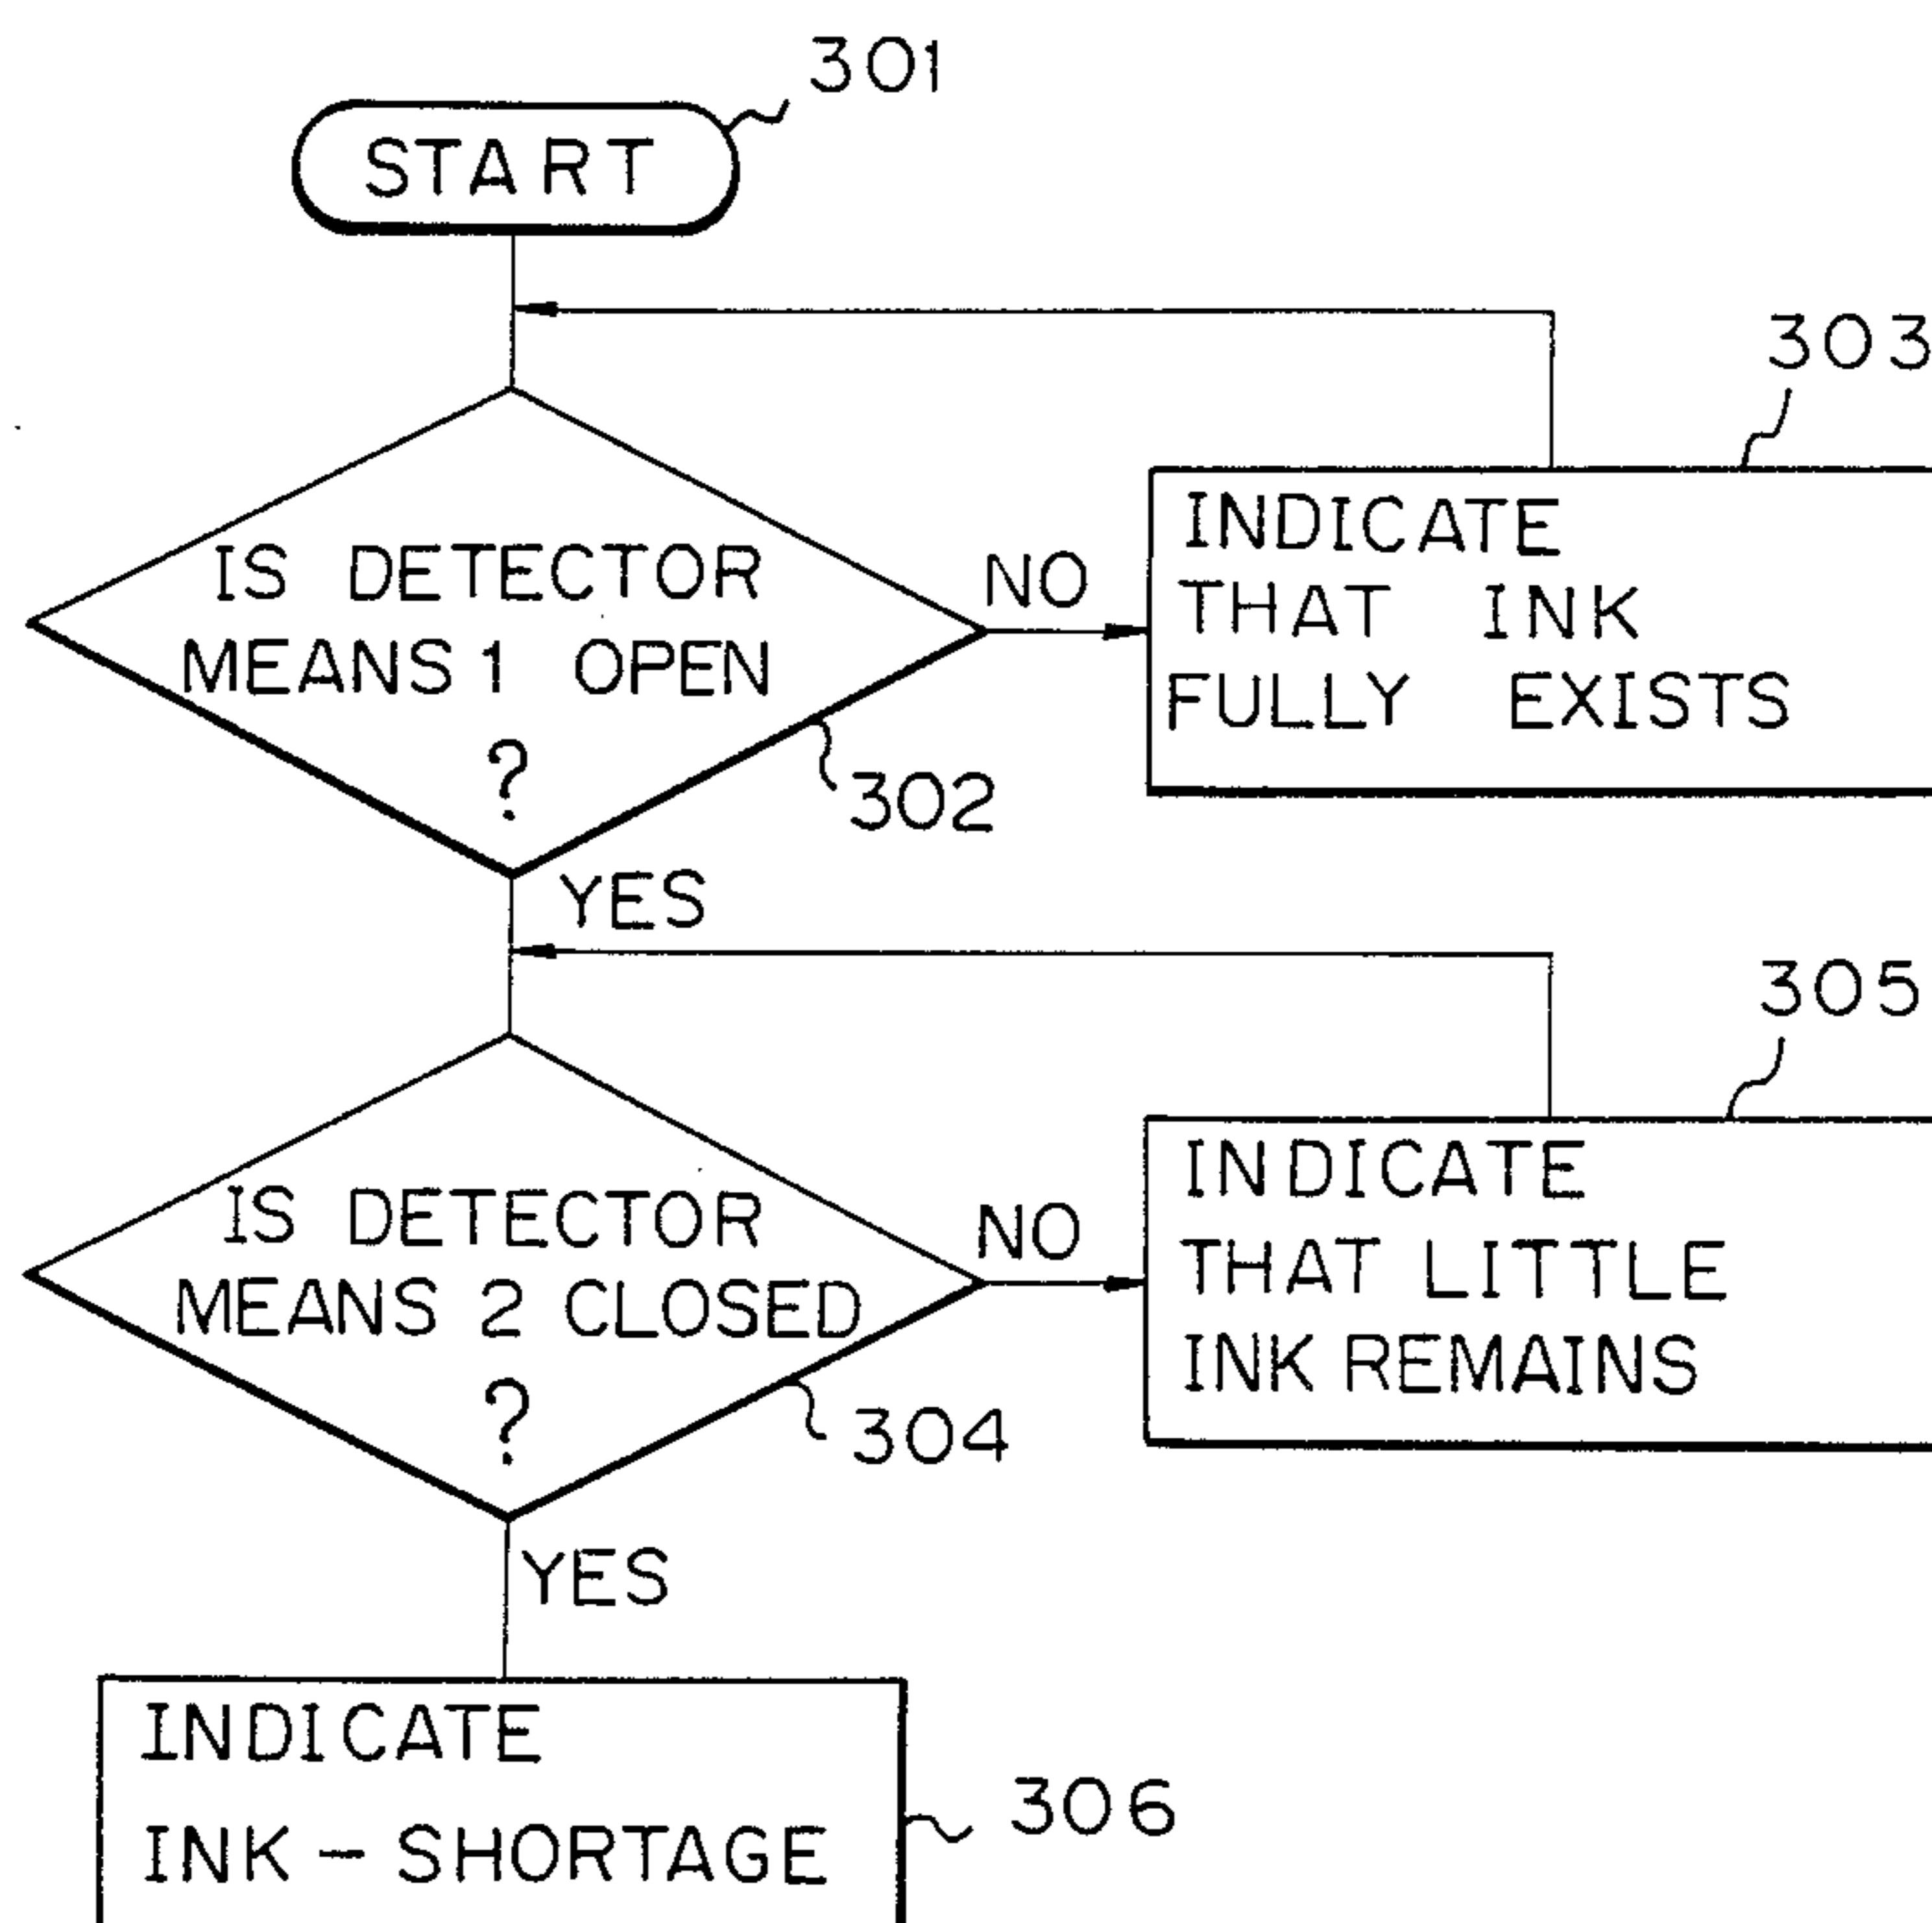 301
START
303
IS DETECTOR
MEANS 1 OPEN
?
NO
302
INDICATE
THAT INK
FULLY EXISTS
YES
305
IS DETECTOR
MEANS 2 CLOSED
?
NO
304
INDICATE
THAT LITTLE
INK REMAINS
YES
INDICATE
INK - SHORTAGE
306